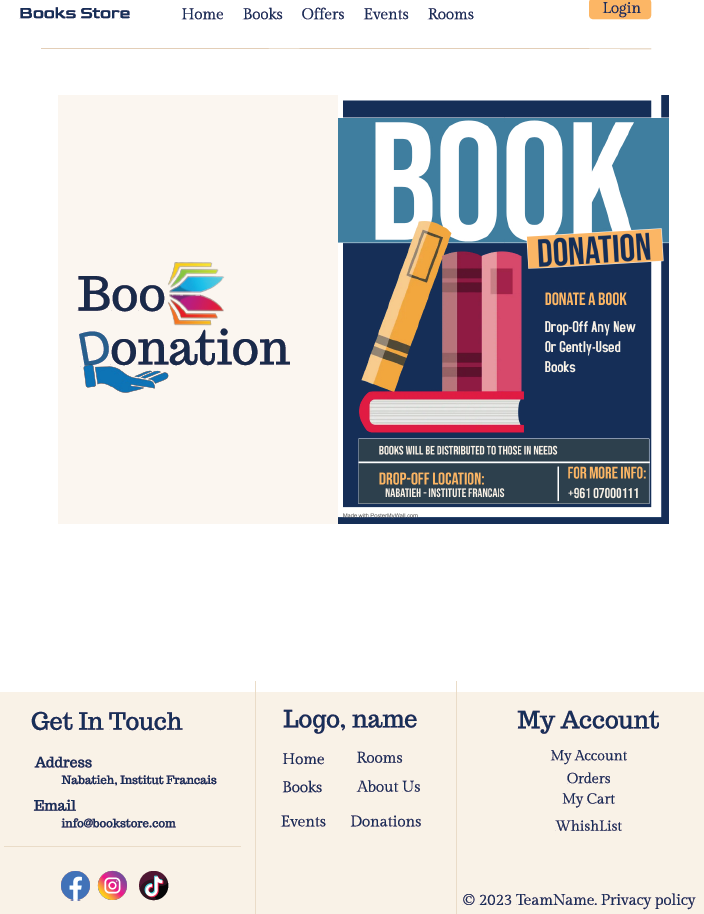 Books Store
Home Books Offers Events Rooms
Login
Boo
Donation
BOOK
DONATION
DONATE A BOOK
Drop-Off Any New
Or Gently-Used
Books
BOOKS WILL BE DISTRIBUTED TO THOSE IN NEEDS
DROP-OFF LOCATION:
NABATIEH - INSTITUTE FRANCAIS
FOR MORE INFO:
+961 07000111
Made with PosterMyWall.com
Get In Touch
Address
Nabatieh, Institut Francais
Email
info@bookstore.com
Logo, name
Home Rooms
Books About Us
Events Donations
My Account
My Account
Orders
My Cart
WhishList
© 2023 TeamName. Privacy policy